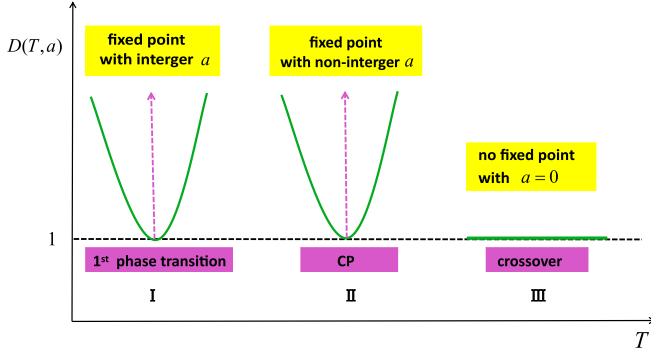 D(T,a)
fixed point
with interger a
fixed point
with non-interger a
no fixed point
with a = 0
1
1st phase transition
CP
crossover
I
II
III
T